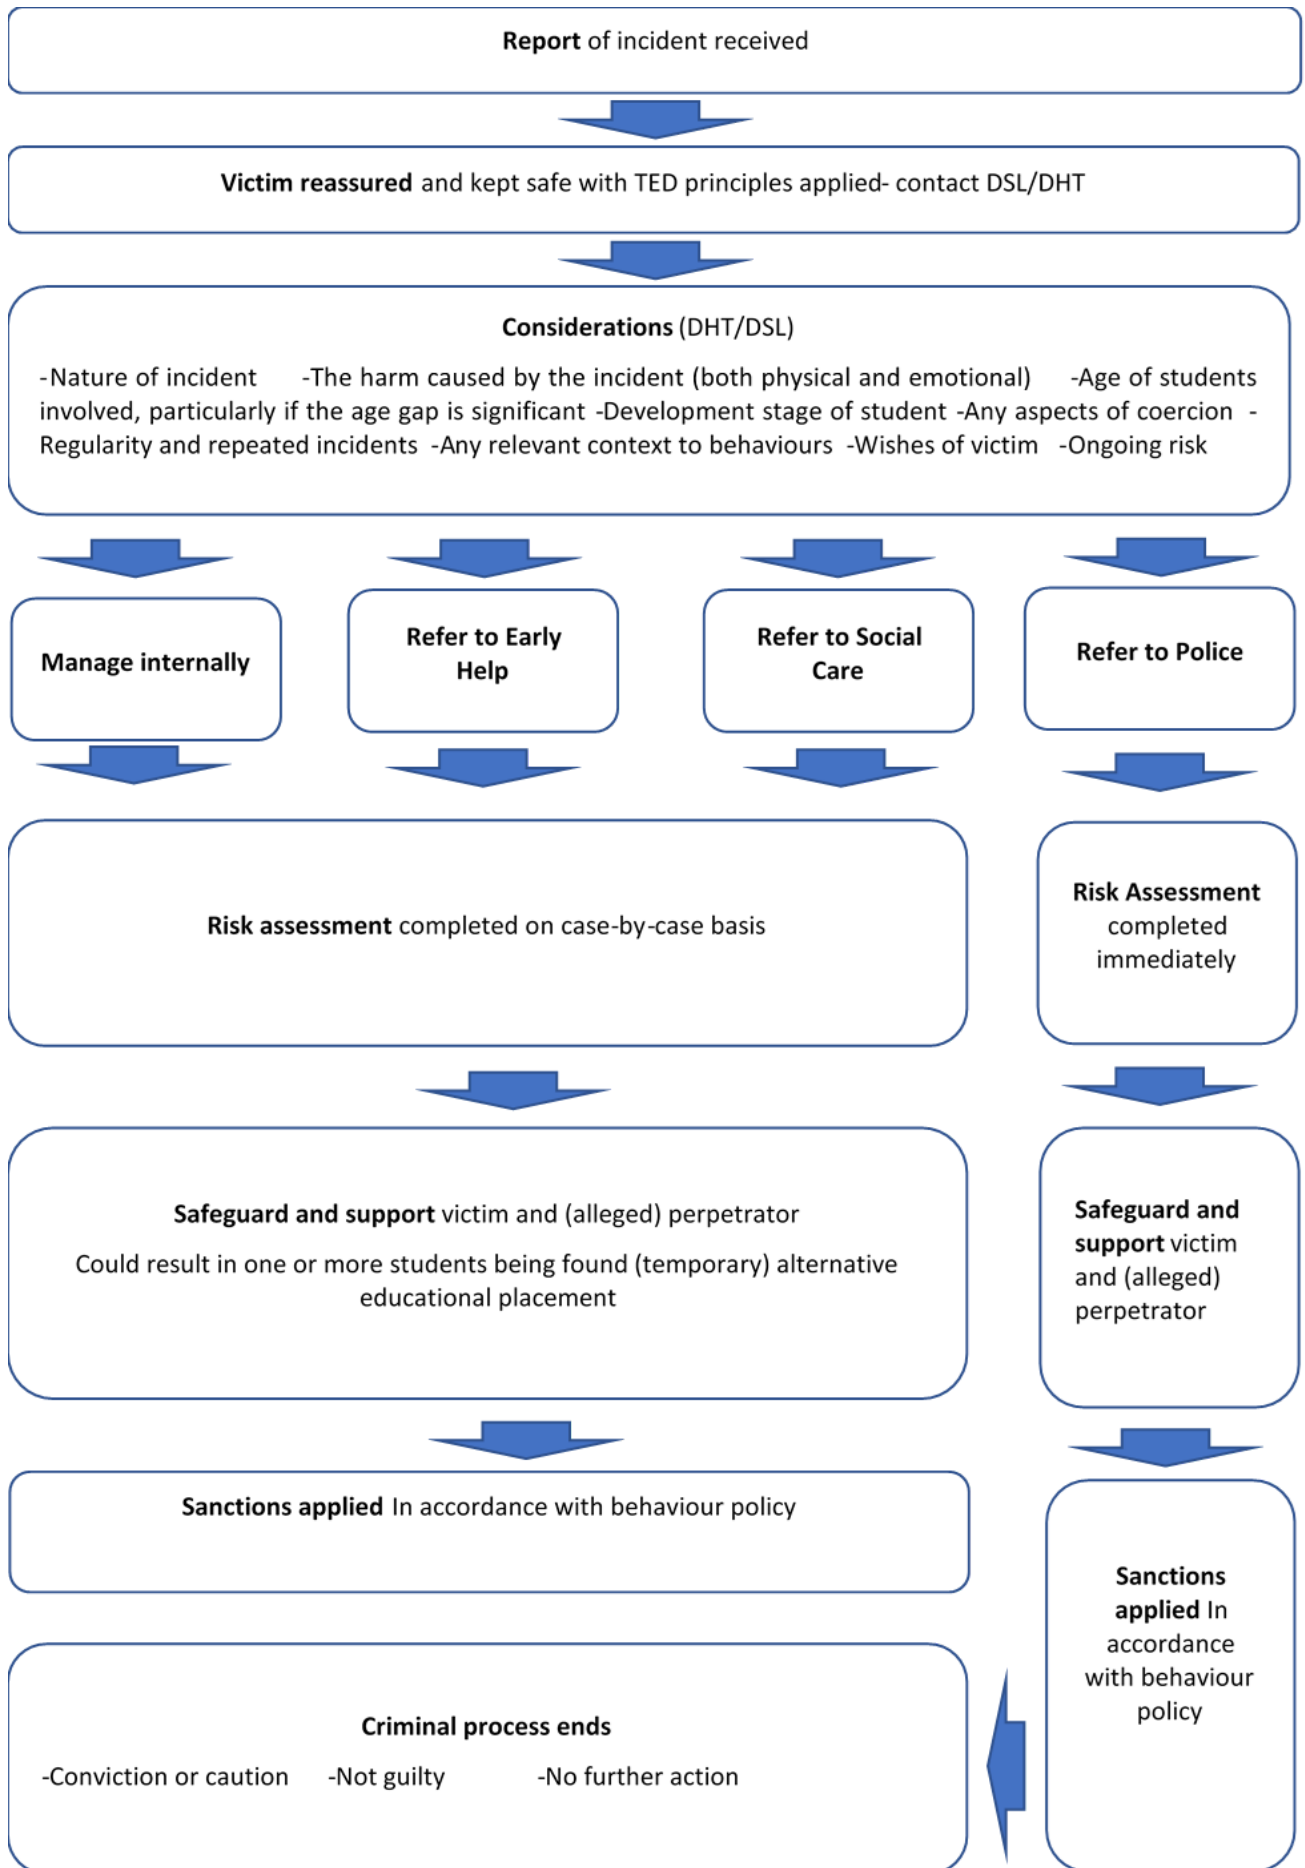 Report of incident received
Victim reassured and kept safe with TED principles applied- contact DSL/DHT
Considerations (DHT/DSL)
-Nature of incident -The harm caused by the incident (both physical and emotional) -Age of students
involved, particularly if the age gap is significant -Development stage of student -Any aspects of coercion -
Regularity and repeated incidents -Any relevant context to behaviours -Wishes of victim -Ongoing risk
Manage internally
Refer to Early
Help
Refer to Social
Care
Refer to Police
Risk assessment completed on case-by-case basis
Risk Assessment
completed
immediately
Safeguard and support victim and (alleged) perpetrator
Could result in one or more students being found (temporary) alternative
educational placement
Safeguard and
support victim
and (alleged)
perpetrator
Sanctions applied In accordance with behaviour policy
Sanctions
applied In
accordance
with behaviour
policy
Criminal process ends
-Conviction or caution -Not guilty -No further action